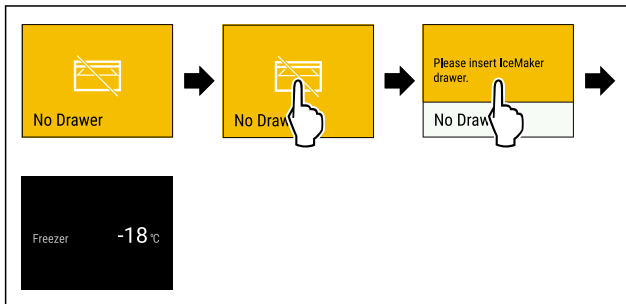 No Drawer
No Draw
Please insert IceMaker
drawer.
No Draw
Freezer -18 °C